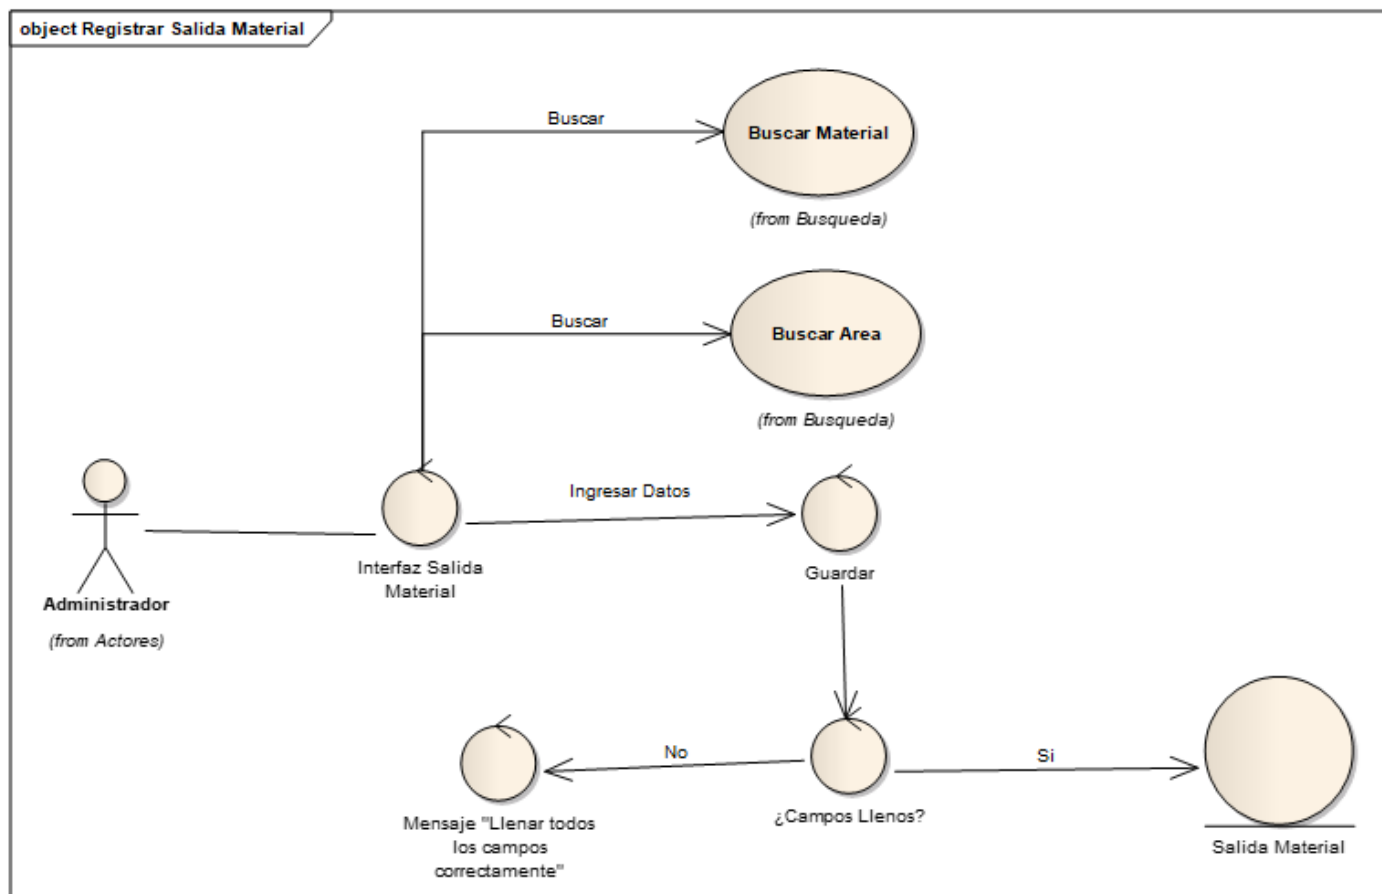 object Registrar Salida Material
Buscar
Buscar Material
(from Busqueda)
Buscar
Buscar Area
(from Busqueda)
Ingresar Datos
Interfaz Salida
Material
Guardar
Administrador
(from Actores)
No
Si
Mensaje "Llenar todos
los campos
correctamente"
¿Campos Llenos?
Salida Material